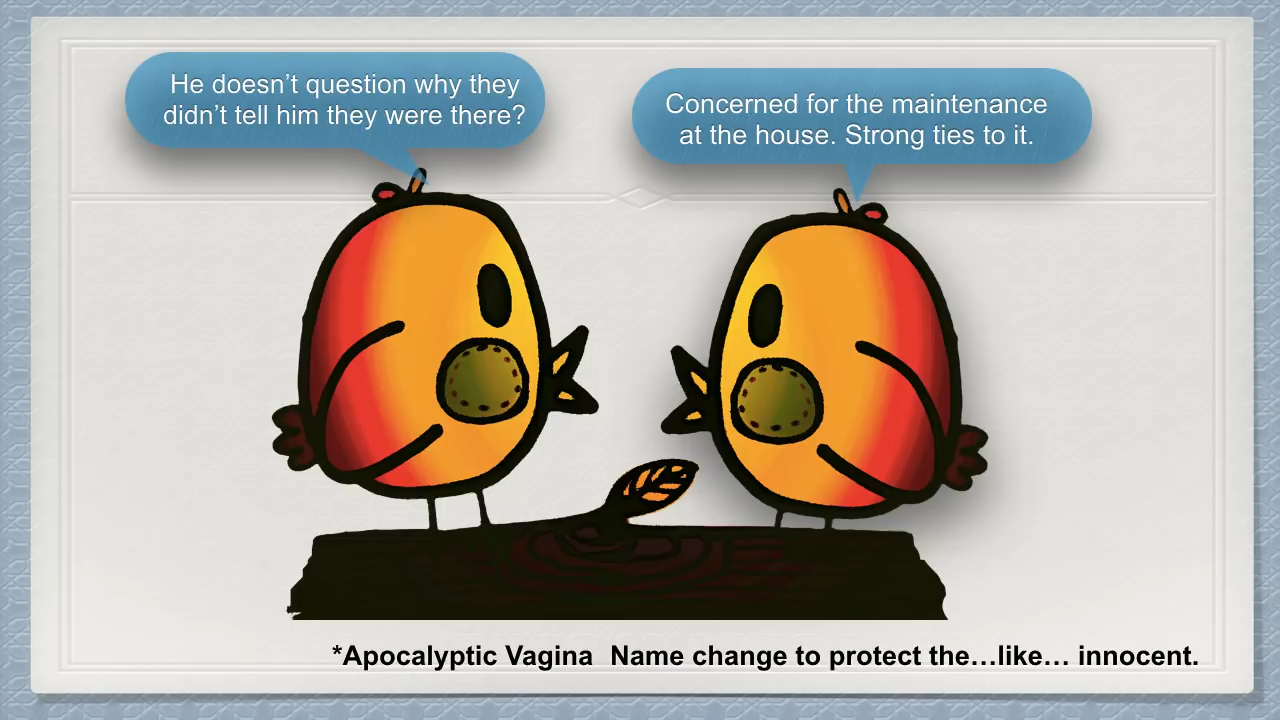 He doesn’t question why they
didn’t tell him they were there?
Concerned for the maintenance
at the house. Strong ties to it.
*Apocalyptic Vagina  Name change to protect the…like… innocent.